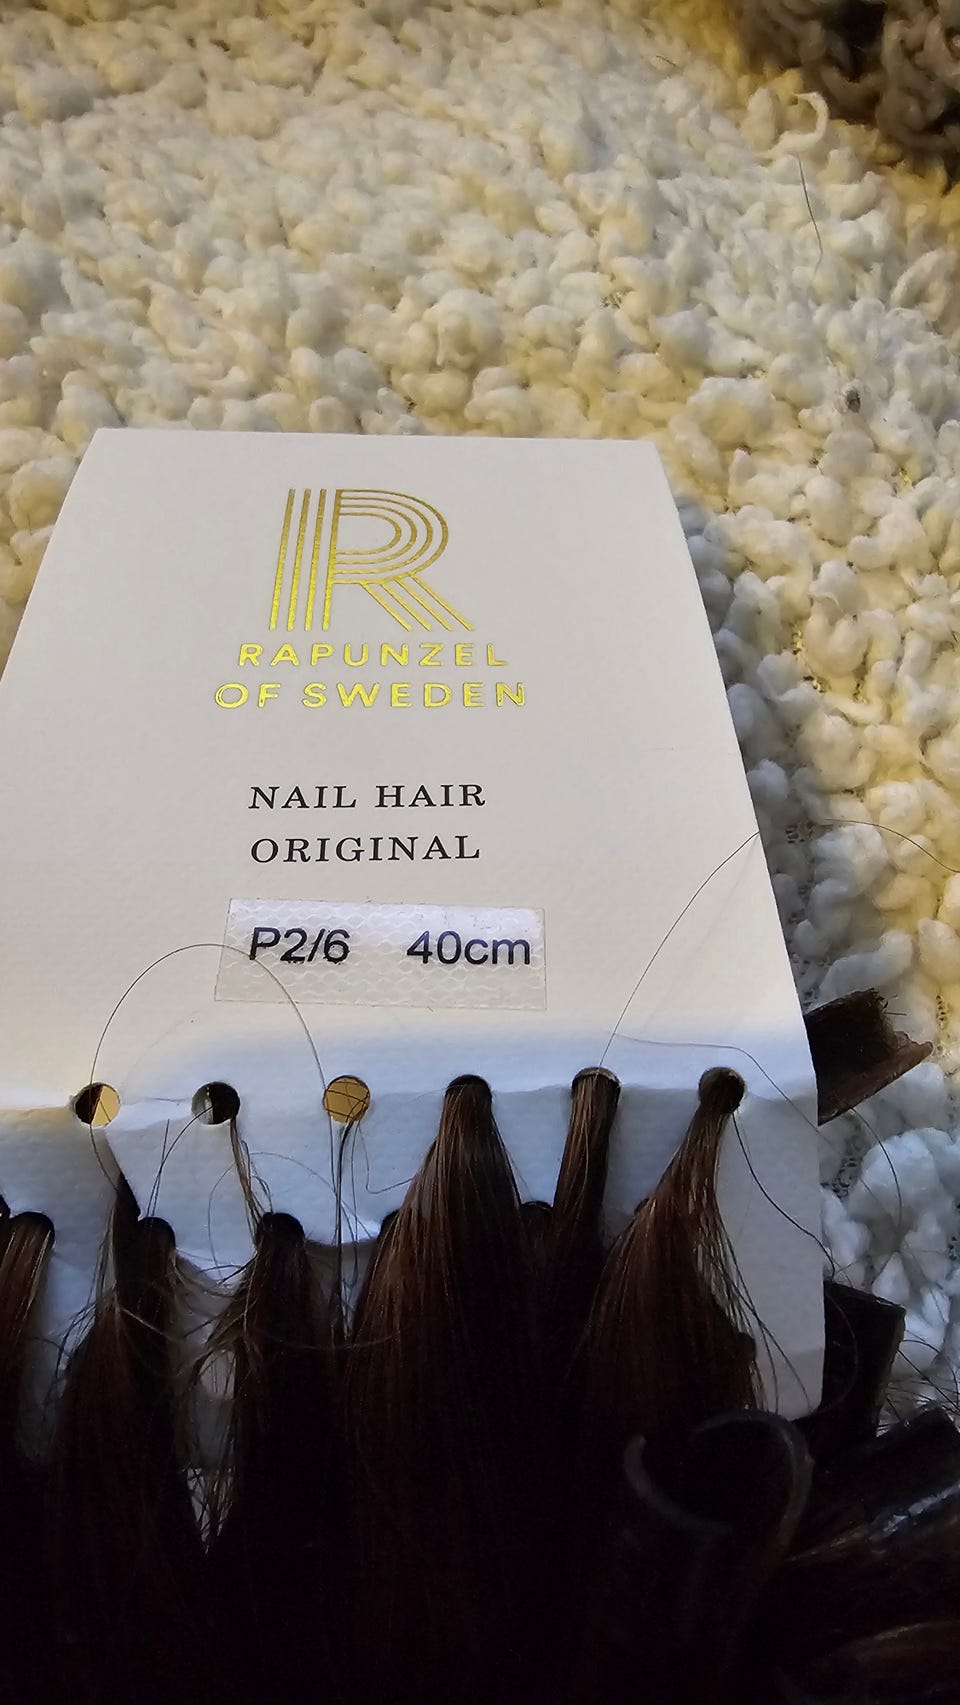 R
RAPUNZEL
OF SWEDEN
NAIL HAIR
ORIGINAL
P2/6 40cm